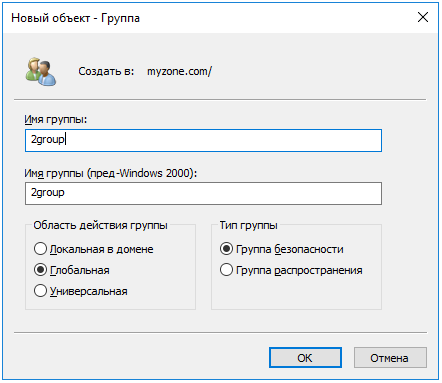 Новый объект - Группа
Создать в: myzone.com/
Имя группы:
2group
Имя группы (пред-Windows 2000):
2group
Область действия группы
Локальная в домене
Глобальная
Универсальная
Тип группы
Группа безопасности
Группа распространения
OK
Отмена